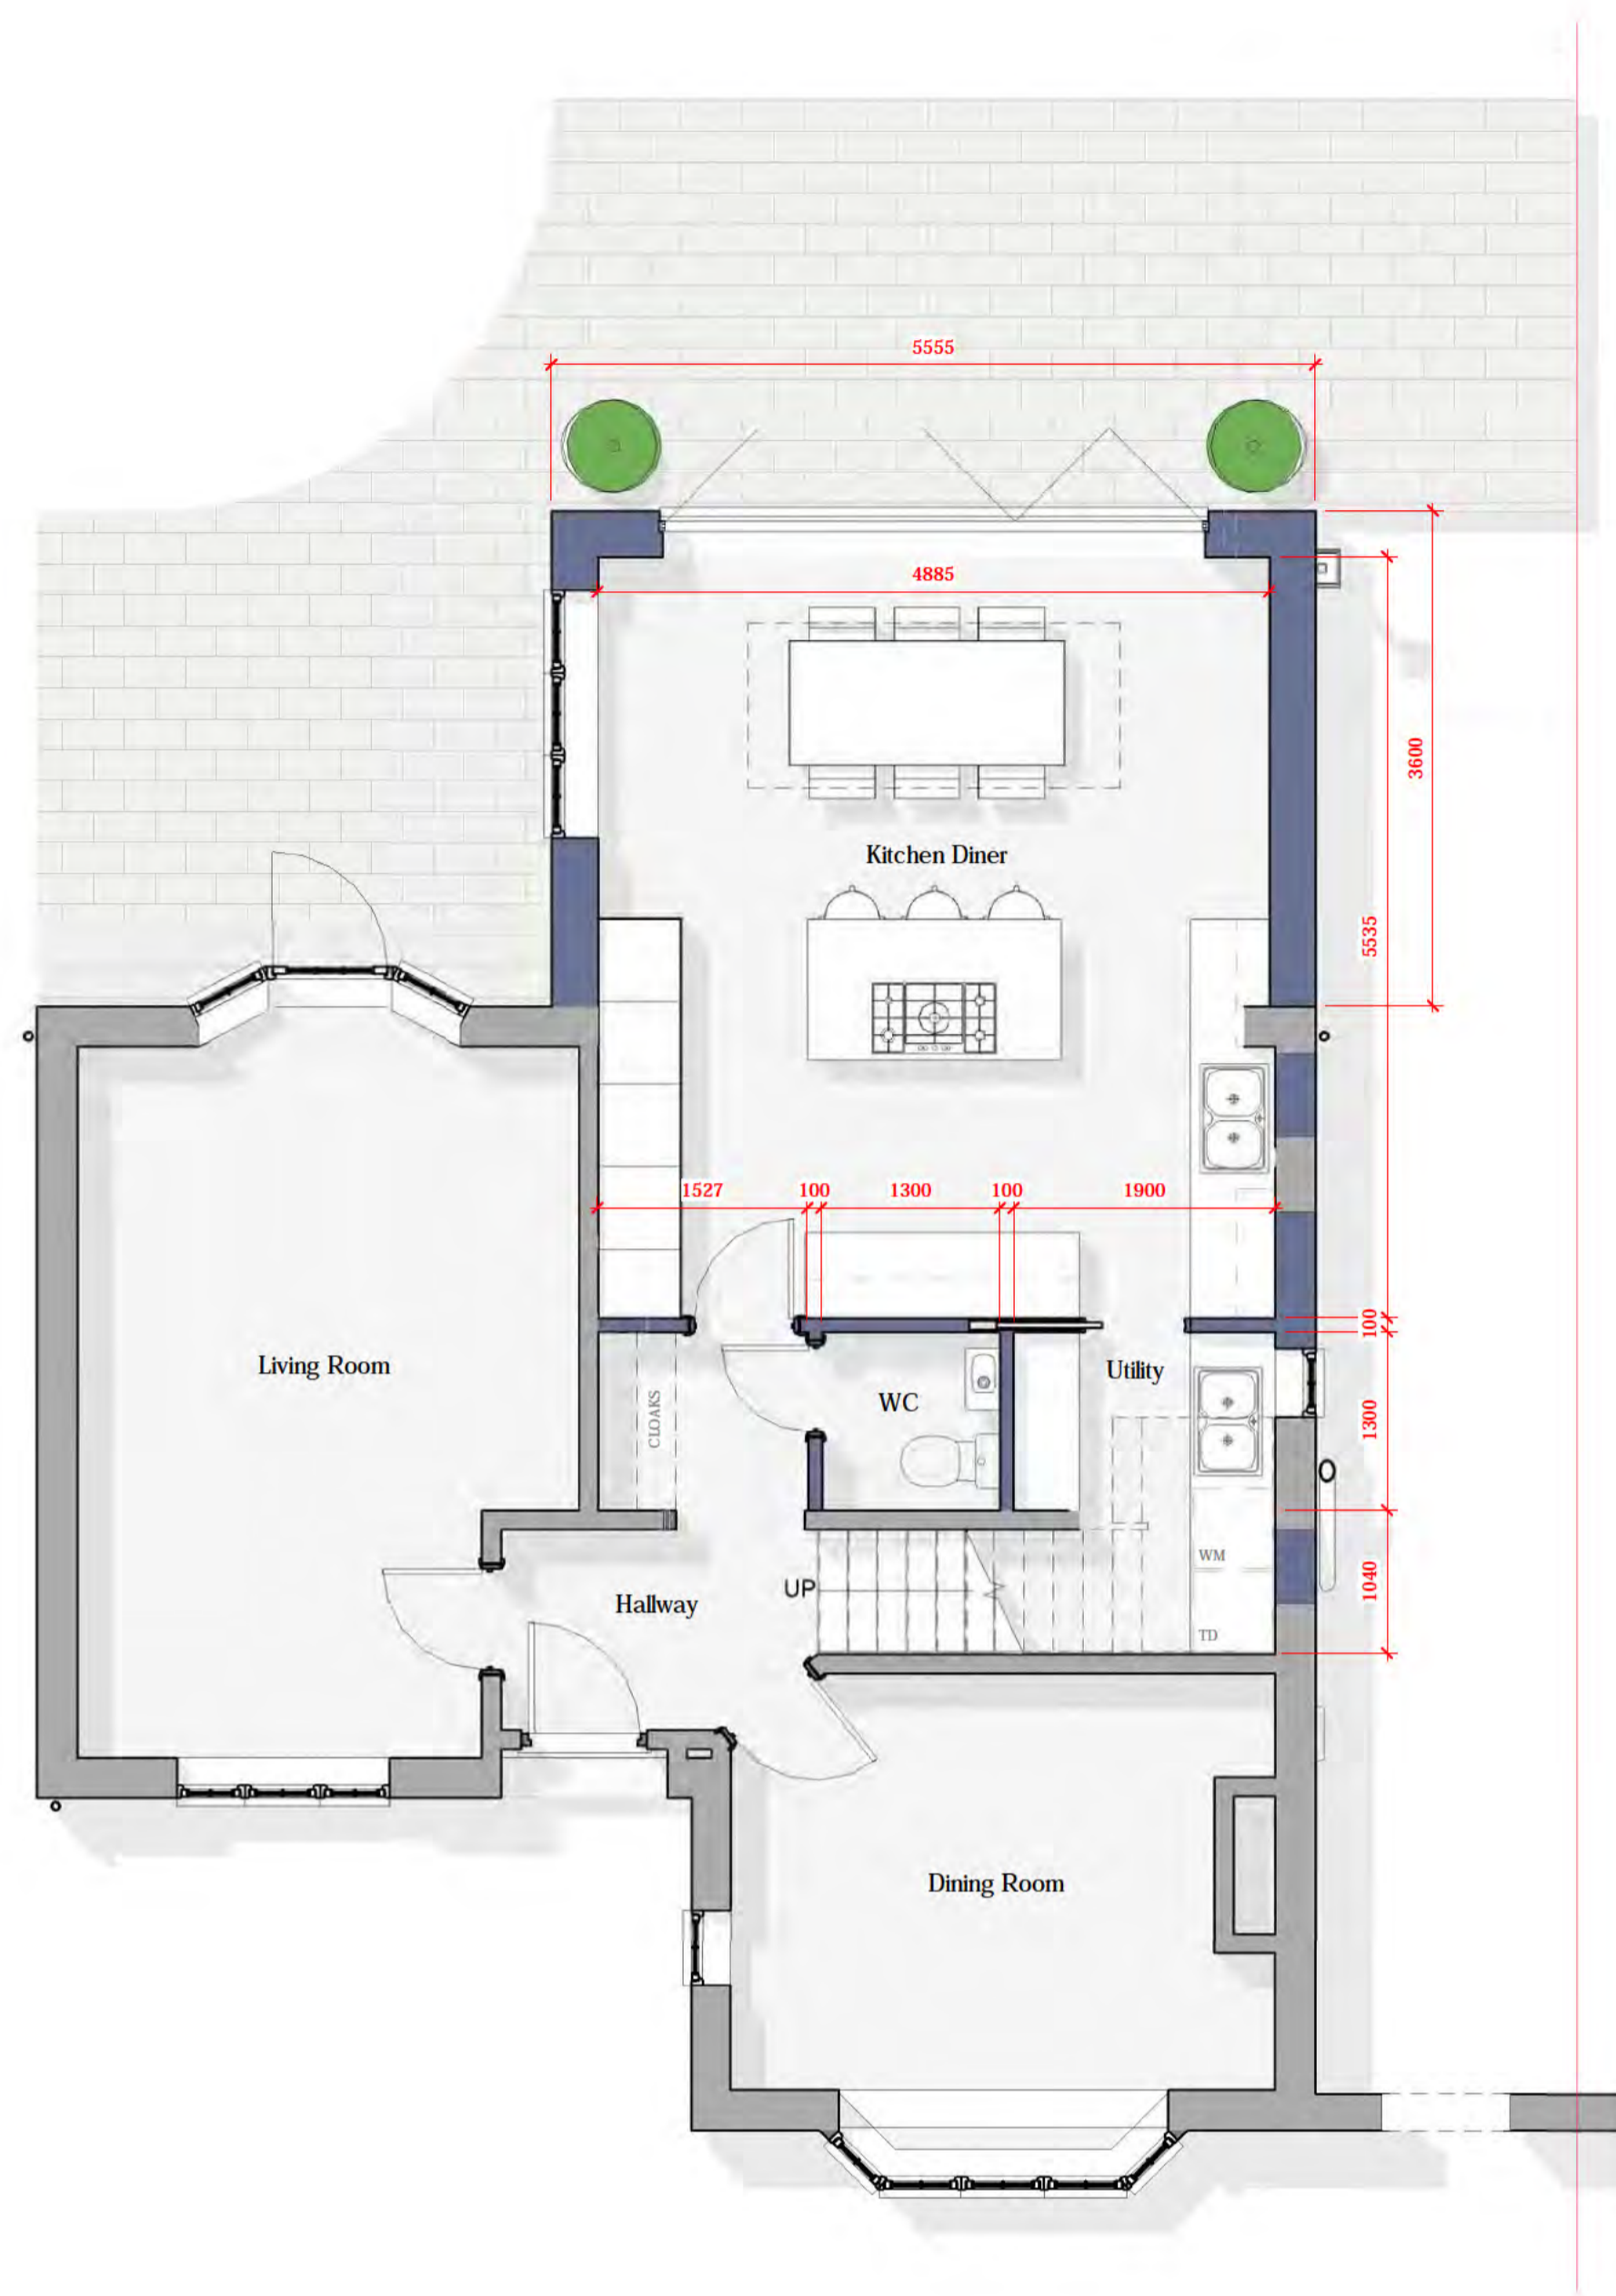 5555
4885
3600
Kitchen Diner
5535
1527 100 1300 100 1900
100
Living Room
Utility
WC
CLOAKS
1300
WM
1040
UP
Hallway
TD
Dining Room